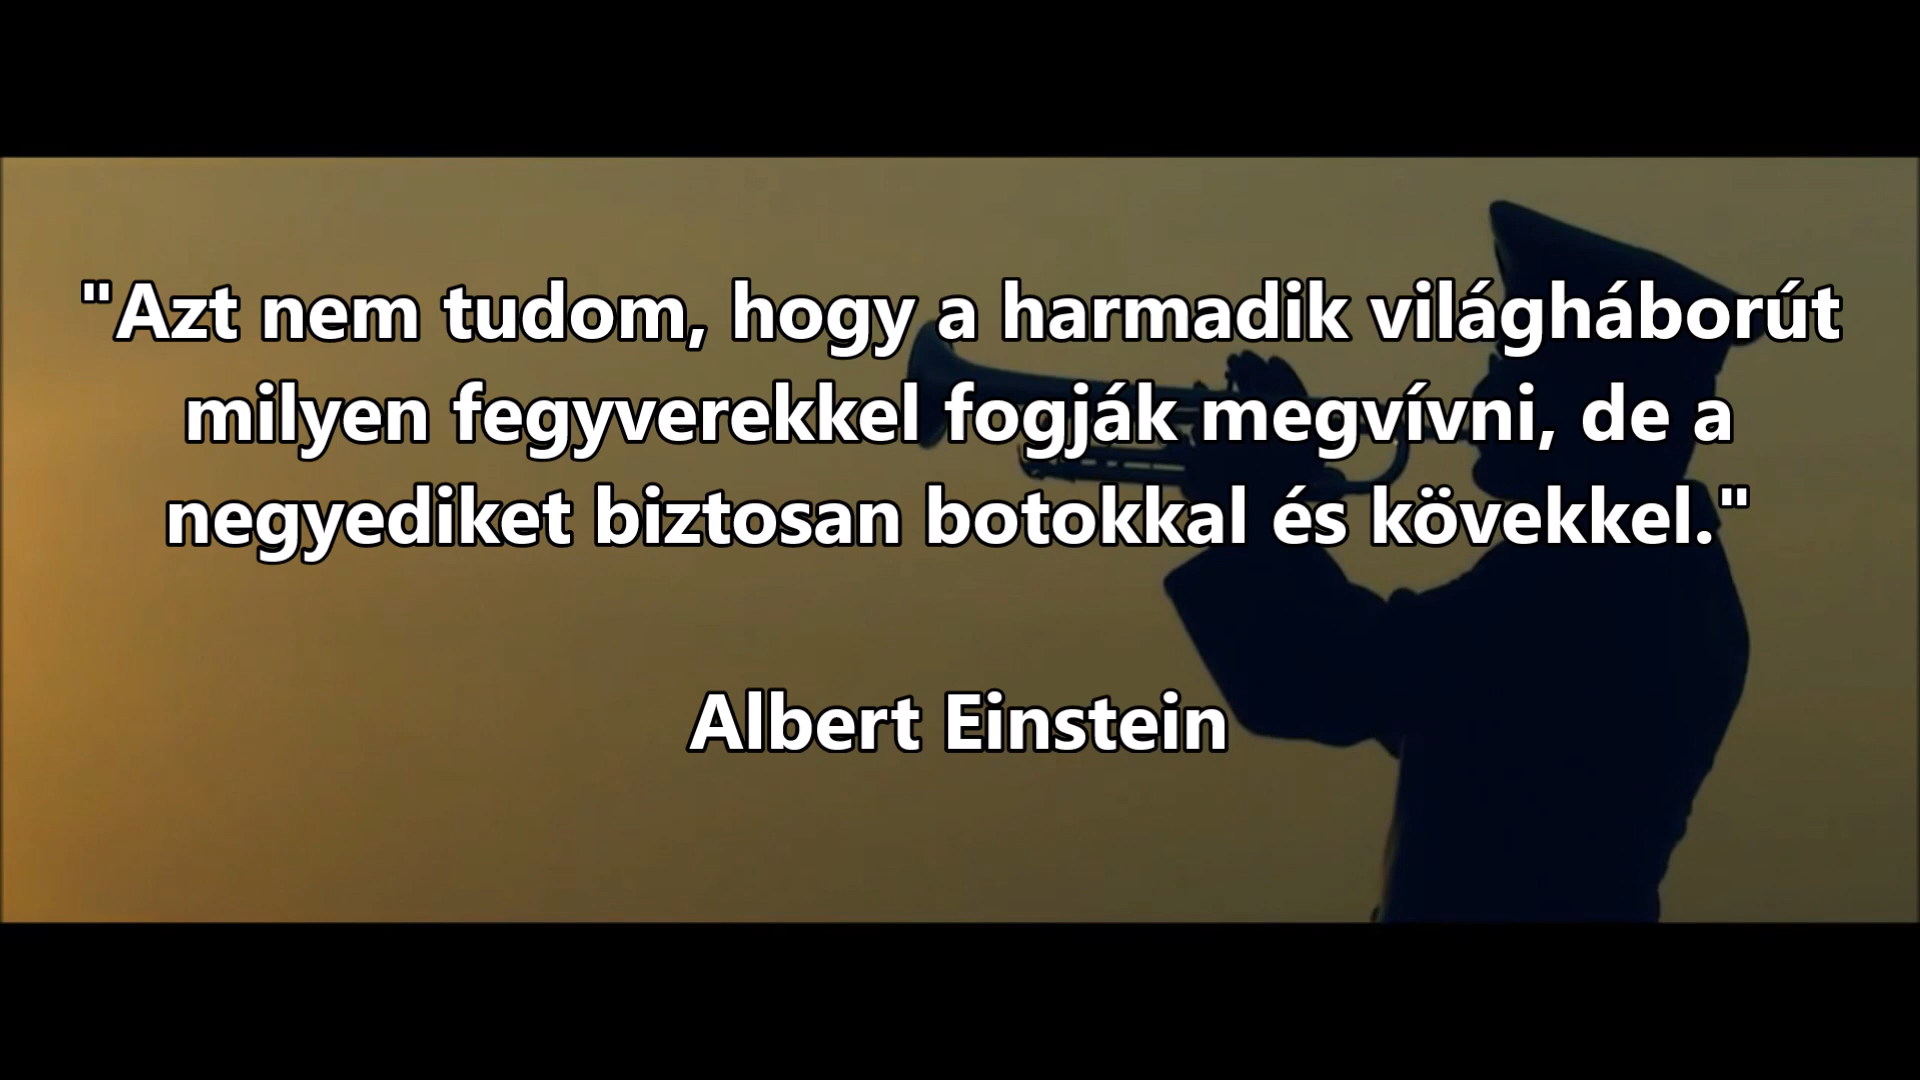 "Azt nem tudom, hogy a harmadik világháborút
milyen fegyverekkel fogják megvívni, de a
negyediket biztosan botokkal és kövekkel."
Albert Einstein